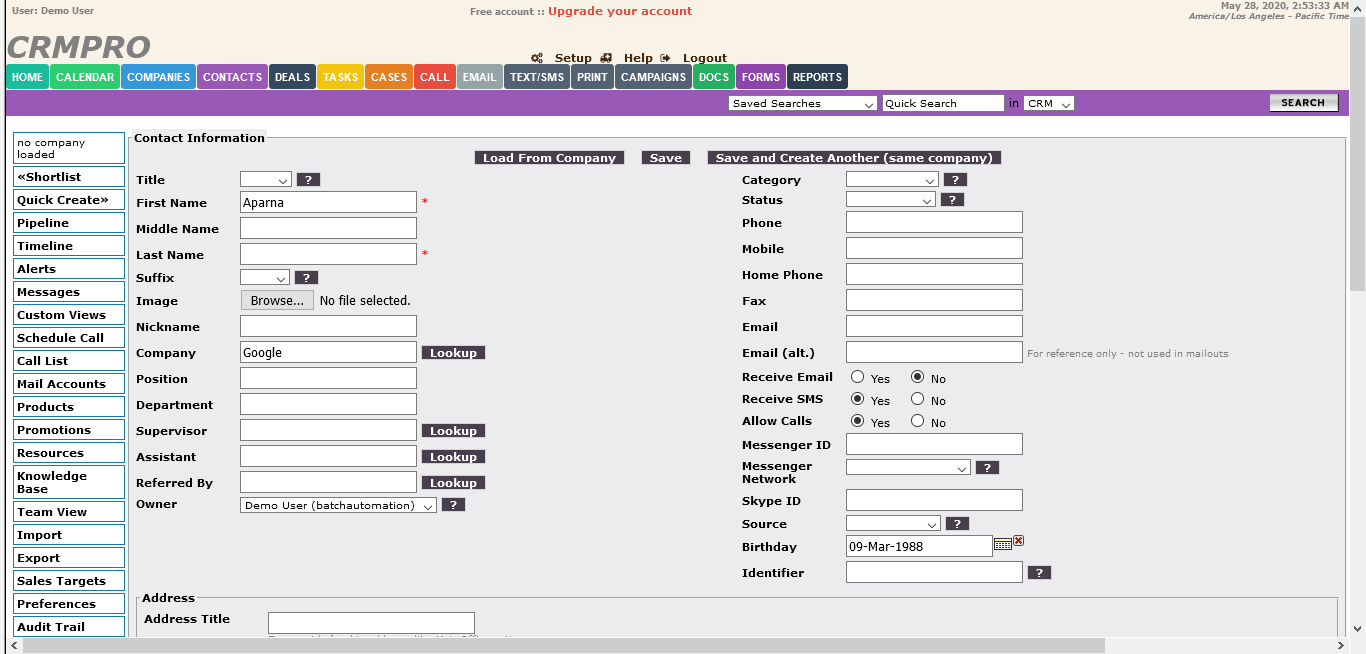 User: Demo User
Free account :: Upgrade your account
May 28, 2020, 2:53:33 AM
America/Los Angeles - Pacific Time
CRMPRO
Setup Help Logout
HOME CALENDAR COMPANIES CONTACTS DEALS TASKS CASES CALL EMAIL TEXT/SMS PRINT CAMPAIGNS DOCS FORMS REPORTS
Saved Searches Quick Search in CRM SEARCH
no company
loaded
«Shortlist
Quick Create»
Pipeline
Timeline
Alerts
Messages
Custom Views
Schedule Call
Call List
Mail Accounts
Products
Promotions
Resources
Knowledge
Base
Team View
Import
Export
Sales Targets
Preferences
Audit Trail
Contact Information
Load From Company Save Save and Create Another (same company)
Title ?
First Name Aparna *
Middle Name
Last Name *
Suffix ?
Image Browse... No file selected.
Nickname
Company Google Lookup
Position
Department
Supervisor Lookup
Assistant Lookup
Referred By Lookup
Owner Demo User (batchautomation) ?
Category ?
Status ?
Phone
Mobile
Home Phone
Fax
Email
Email (alt.) For reference only - not used in mailouts
Receive Email Yes No
Receive SMS Yes No
Allow Calls Yes No
Messenger ID
Messenger
Network ?
Skype ID
Source ?
Birthday 09-Mar-1988
Identifier ?
Address
Address Title